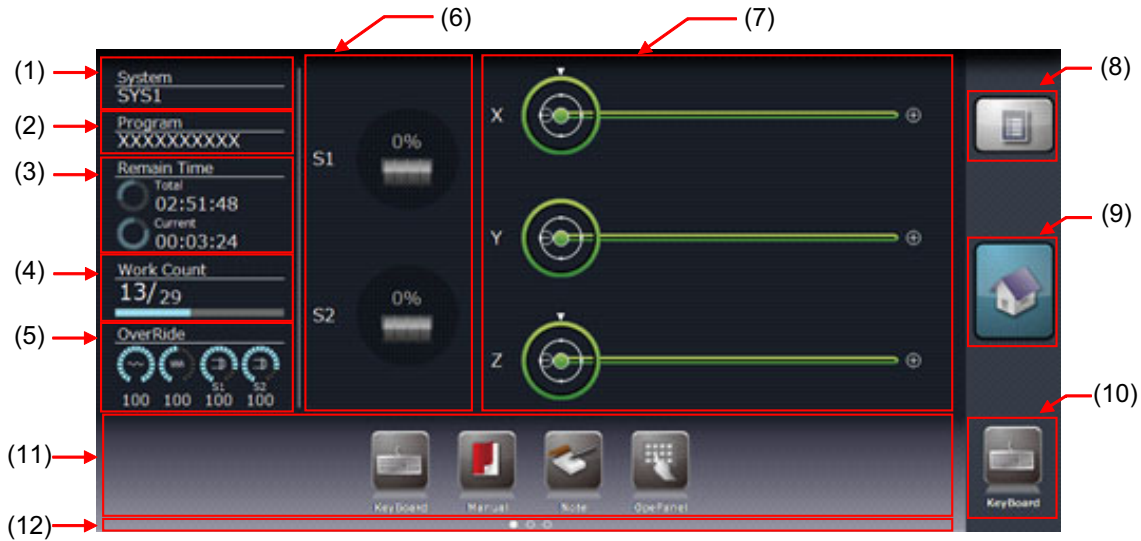 (6)
(7)
(1)
System
SYS1
(8)
(2)
Program
XXXXXXXXXX
X
0%
S1
(3)
Remain Time
Total
02:51:48
Current
00:03:24
(9)
Y
(4)
Work Count
13/29
0%
S2
(5)
OverRide
S1 S2
100 100 100 100
Z
(10)
(11)
KeyBoard Manual Note OpePanel
KeyBoard
(12)